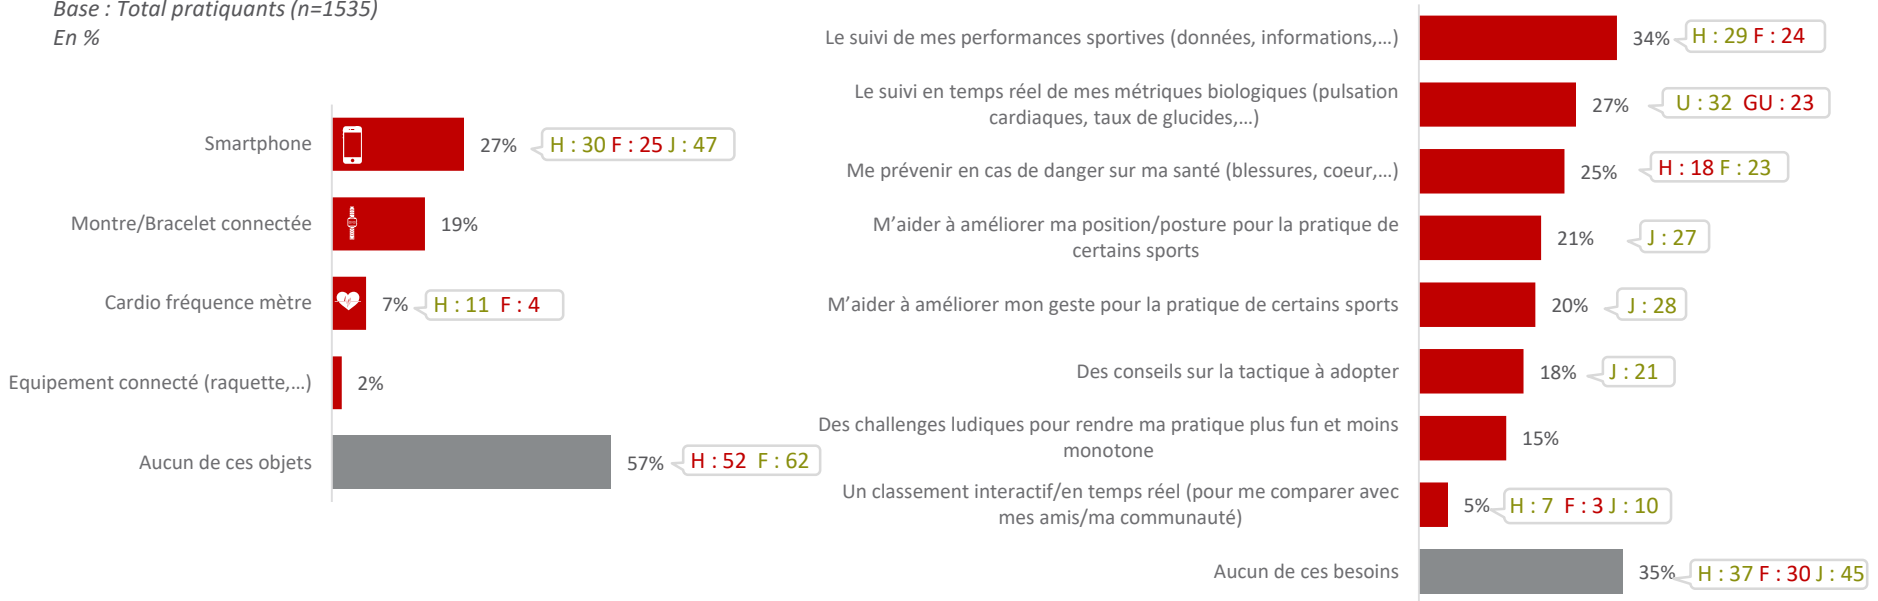 Base : Total pratiquants (n=1535)
En %
Smartphone
27%
H : 30 F : 25 J : 47
Montre/Bracelet connectée
19%
Cardio fréquence mètre
7%
H : 11 F : 4
Equipement connecté (raquette,...)
2%
Aucun de ces objets
57%
H : 52 F : 62
Le suivi de mes performances sportives (données, informations,...)
34%
H : 29 F : 24
Le suivi en temps réel de mes métriques biologiques (pulsation
cardiaques, taux de glucides,...)
27%
U : 32 GU : 23
Me prévenir en cas de danger sur ma santé (blessures, coeur,...)
25%
H : 18 F : 23
M’aider à améliorer ma position/posture pour la pratique de
certains sports
21%
J : 27
M’aider à améliorer mon geste pour la pratique de certains sports
20%
J : 28
Des conseils sur la tactique à adopter
18%
J : 21
Des challenges ludiques pour rendre ma pratique plus fun et moins
monotone
15%
Un classement interactif/en temps réel (pour me comparer avec
mes amis/ma communauté)
5%
H : 7 F : 3 J : 10
Aucun de ces besoins
35%
H : 37 F : 30 J : 45